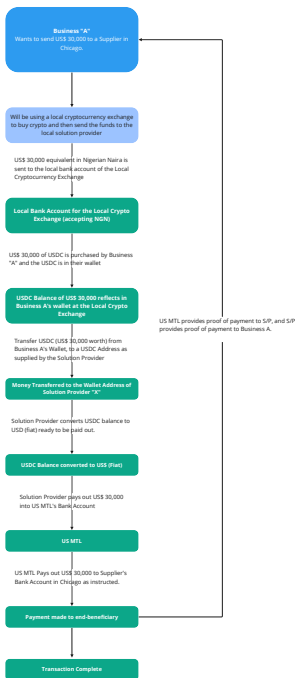 Business "A"
Wants to send US$ 30,000 to a Supplier in
Chicago.
Will be using a local cryptocurrency exchange
to buy crypto and then send the funds to the
local solution provider
US$ 30,000 equivalent in Nigerian Naira is
sent to the local bank account of the Local
Cryptocurrency Exchange
Local Bank Account for the Local Crypto
Exchange (accepting NGN)
US$ 30,000 of USDC is purchased by Business
"A" and the USDC is in their wallet
USDC Balance of US$ 30,000 reflects in
Business A's wallet at the Local Crypto
Exchange
US MTL provides proof of payment to S/P, and S/P
provides proof of payment to Business A.
Transfer USDC (US$ 30,000 worth) from
Business A's Wallet, to a USDC Address as
supplied by the Solution Provider
Money Transferred to the Wallet Address of
Solution Provider "X"
Solution Provider converts USDC balance to
USD (fiat) ready to be paid out.
USDC Balance converted to US$ (Fiat)
Solution Provider pays out US$ 30,000
into US MTL's Bank Account
US MTL
US MTL Pays out US$ 30,000 to Supplier's
Bank Account in Chicago as instructed.
Payment made to end-beneficiary
Transaction Complete